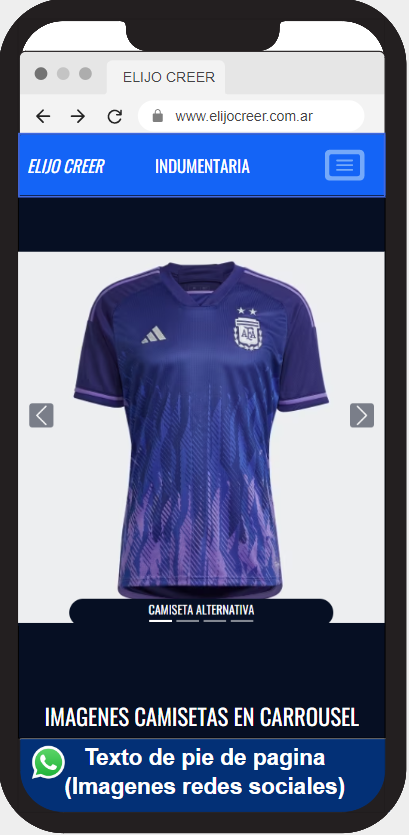 ELIJO CREER
www.elijocreer.com.ar
ELIJO CREER INDUMENTARIA
AFA
CAMISETA ALTERNATIVA
IMAGENES CAMISETAS EN CARROUSEL
Texto de pie de pagina
(Imagenes redes sociales)